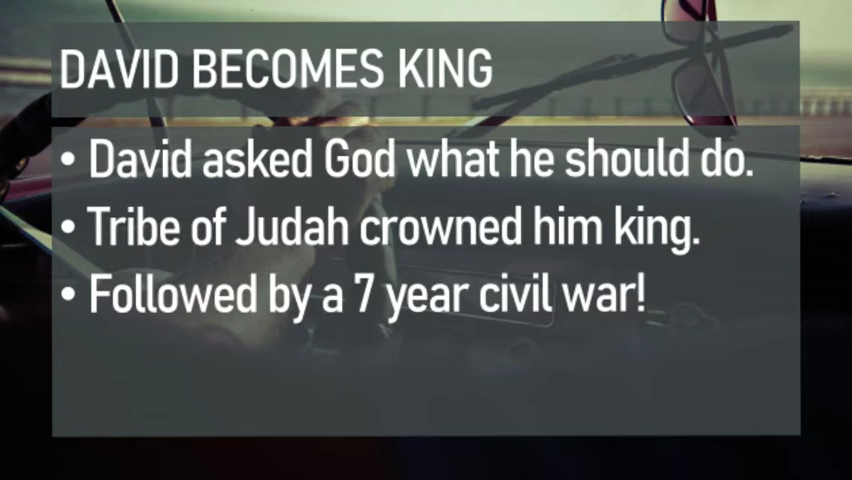 DAVID BECOMES KING
• David asked God what he should do.
• Tribe of Judah crowned him king.
• Followed by a 7 year civil war!